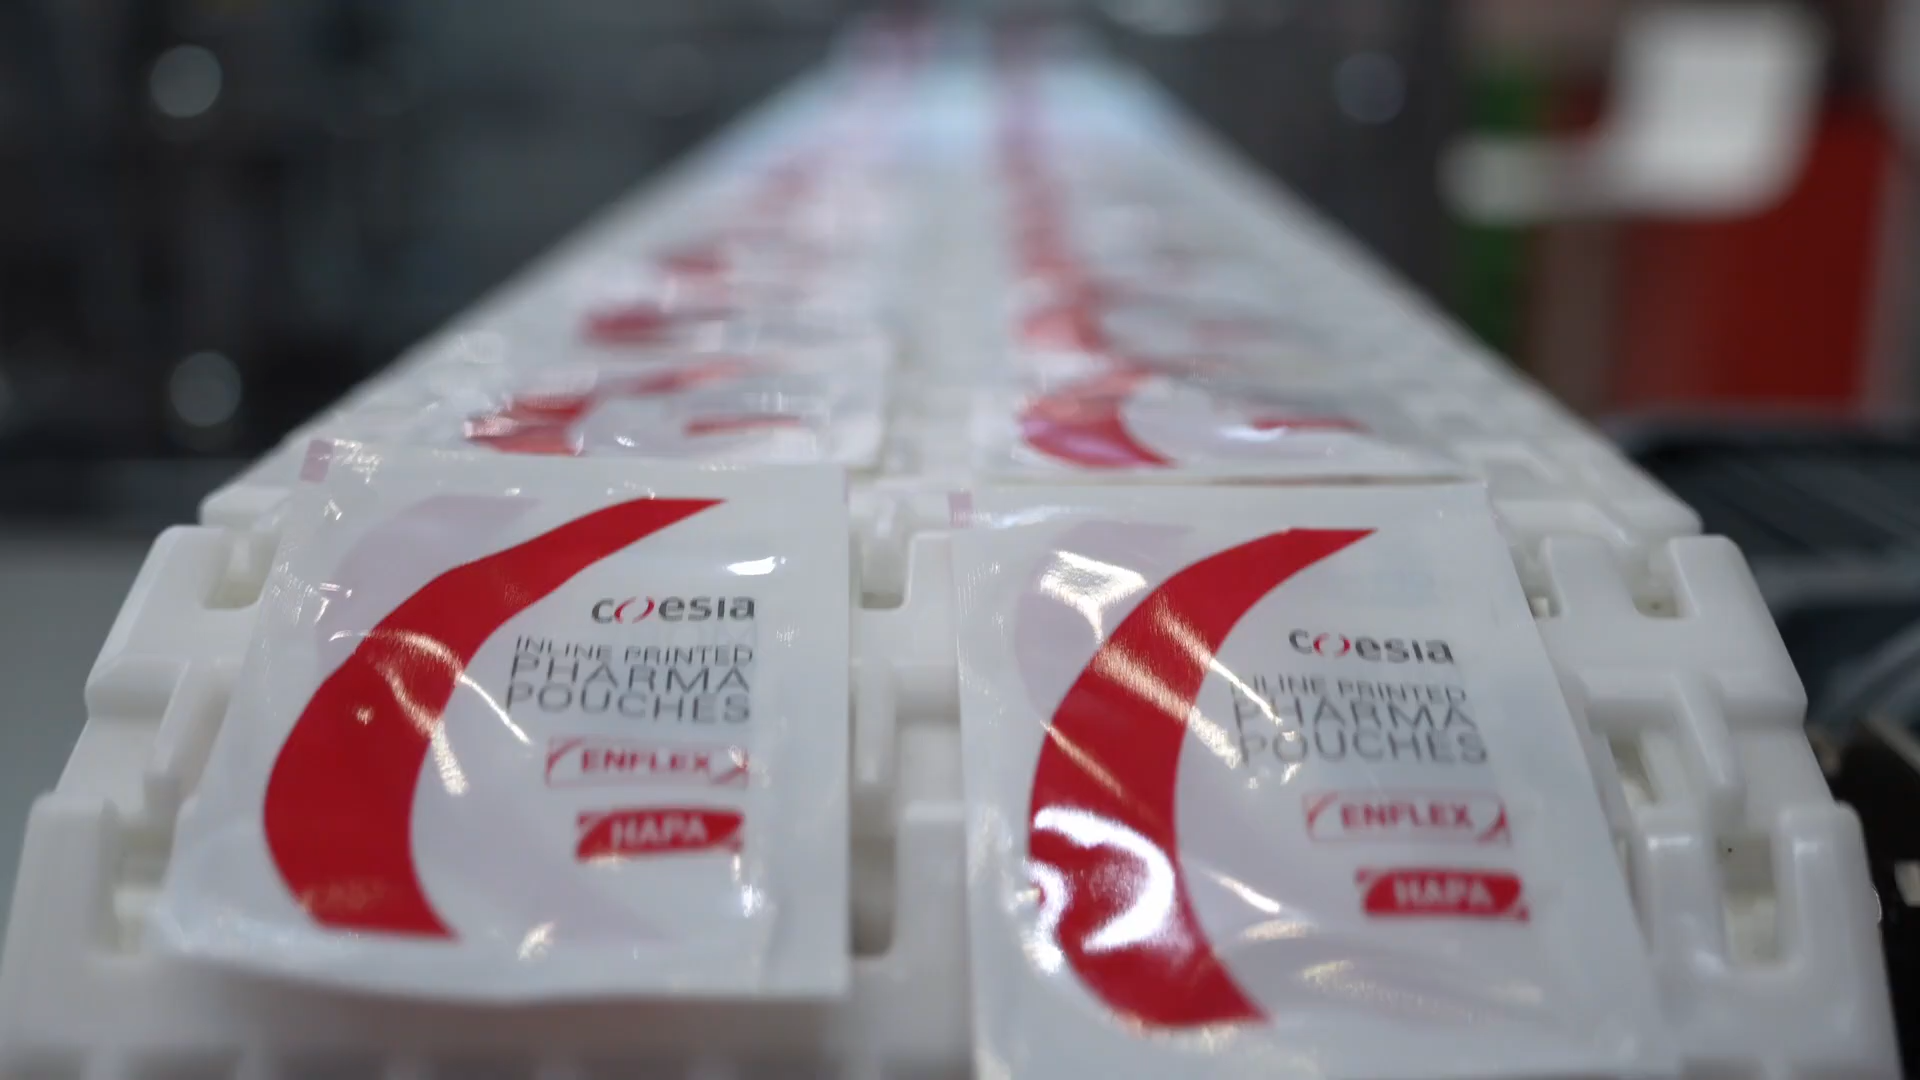 coesia
INLINE PRINTED
PHARMA
POUCHES
ENFLEX
HAPA
coesia
INLINE PRINTED
PHARMA
POUCHES
ENFLEX
HAPA